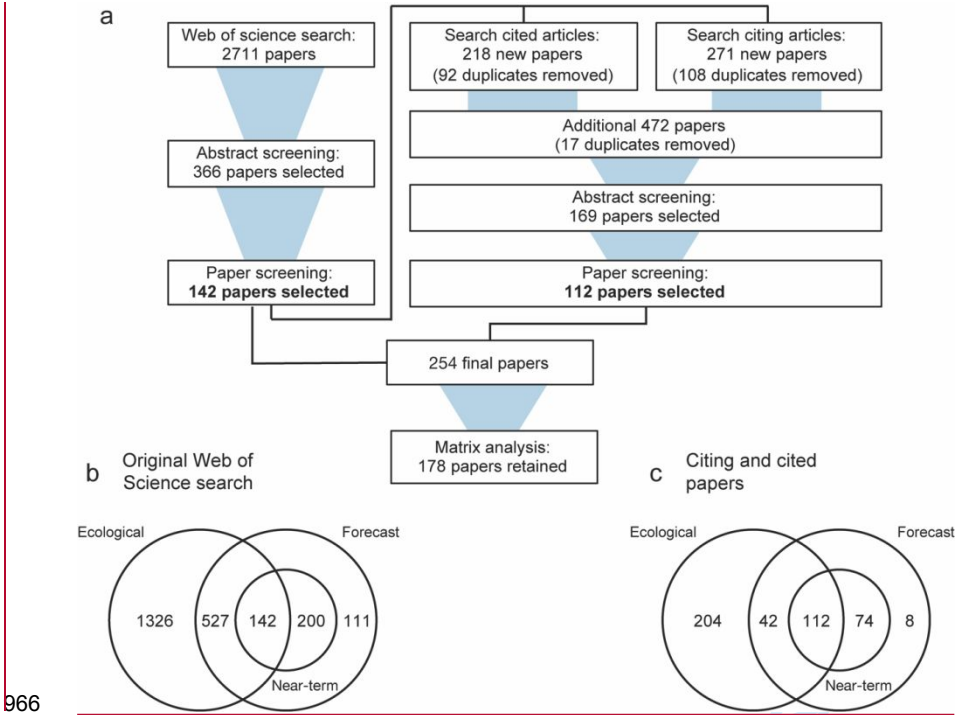 a
Web of science search:
2711 papers
Search cited articles:
218 new papers
(92 duplicates removed)
Search citing articles:
271 new papers
(108 duplicates removed)
Additional 472 papers
(17 duplicates removed)
Abstract screening:
366 papers selected
Abstract screening:
169 papers selected
Paper screening:
142 papers selected
Paper screening:
112 papers selected
254 final papers
Matrix analysis:
178 papers retained
b
Original Web of
Science search
Ecological
Forecast
1326
527
142
200
111
Near-term
c
Citing and cited
papers
Ecological
Forecast
204
42
112
74
8
Near-term
966